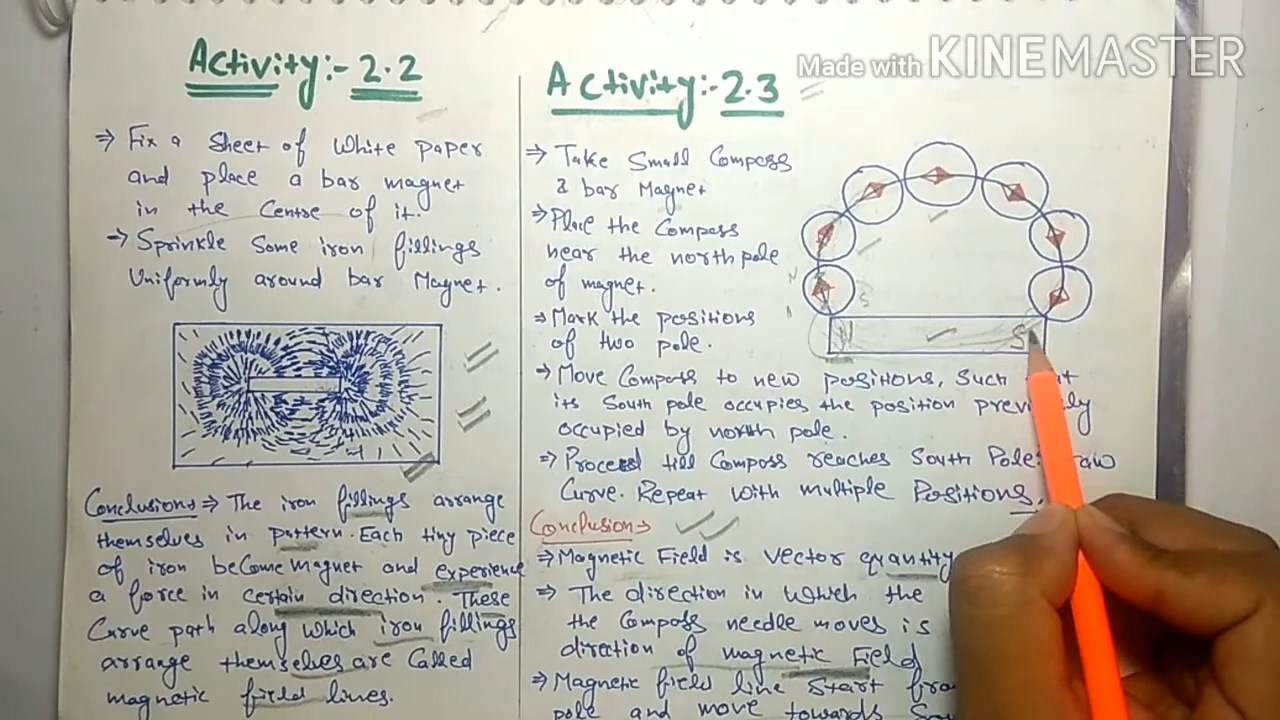 Made with KINEMASTER
Activity:- 2.2
⇒ Fix a Sheet of White paper
and place a bar magnet
in the Centre of it.
→ Sprinkle Some iron fillings
Uniformly around bar Magnet.
Conclusion ⇒ The iron fillings arrange
themselves in pattern. Each tiny piece
of iron become magnet and experience
a force in certain direction. These
Curve path along which iron fillings
arrange themselves are Called
magnetic field lines.
Activity:- 2.3
⇒ Take Small Compass
& bar Magnet
⇒ Place the Compass
near the north pole
of magnet.
⇒ Mark the positions
of two pole.
N
S
N
S
⇒ Move Compass to new positions, Such
its South pole occupies the position
occupied by north pole.
⇒ Proceed till Compass reaches South Pole.
Curve. Repeat with multiple Positions.
Conclusion ⇒
⇒ Magnetic Field is vector quantity
⇒ The direction in which the
the Compass needle moves is
direction of magnetic Field
⇒ Magnetic field line Start
pole and move towards